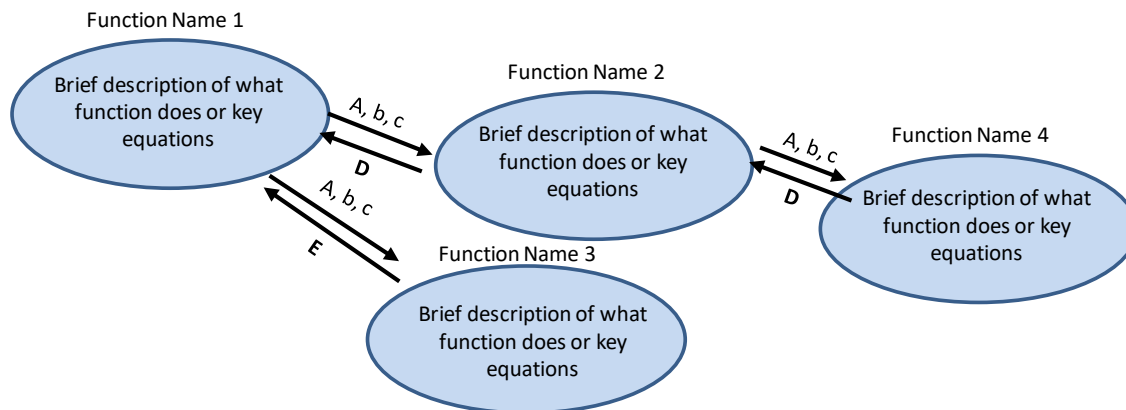 Function Name 1
Brief description of what
function does or key
equations
A, b, c
D
Function Name 2
Brief description of what
function does or key
equations
A, b, c
D
Function Name 4
Brief description of what
function does or key
equations
A, b, c
E
Function Name 3
Brief description of what
function does or key
equations